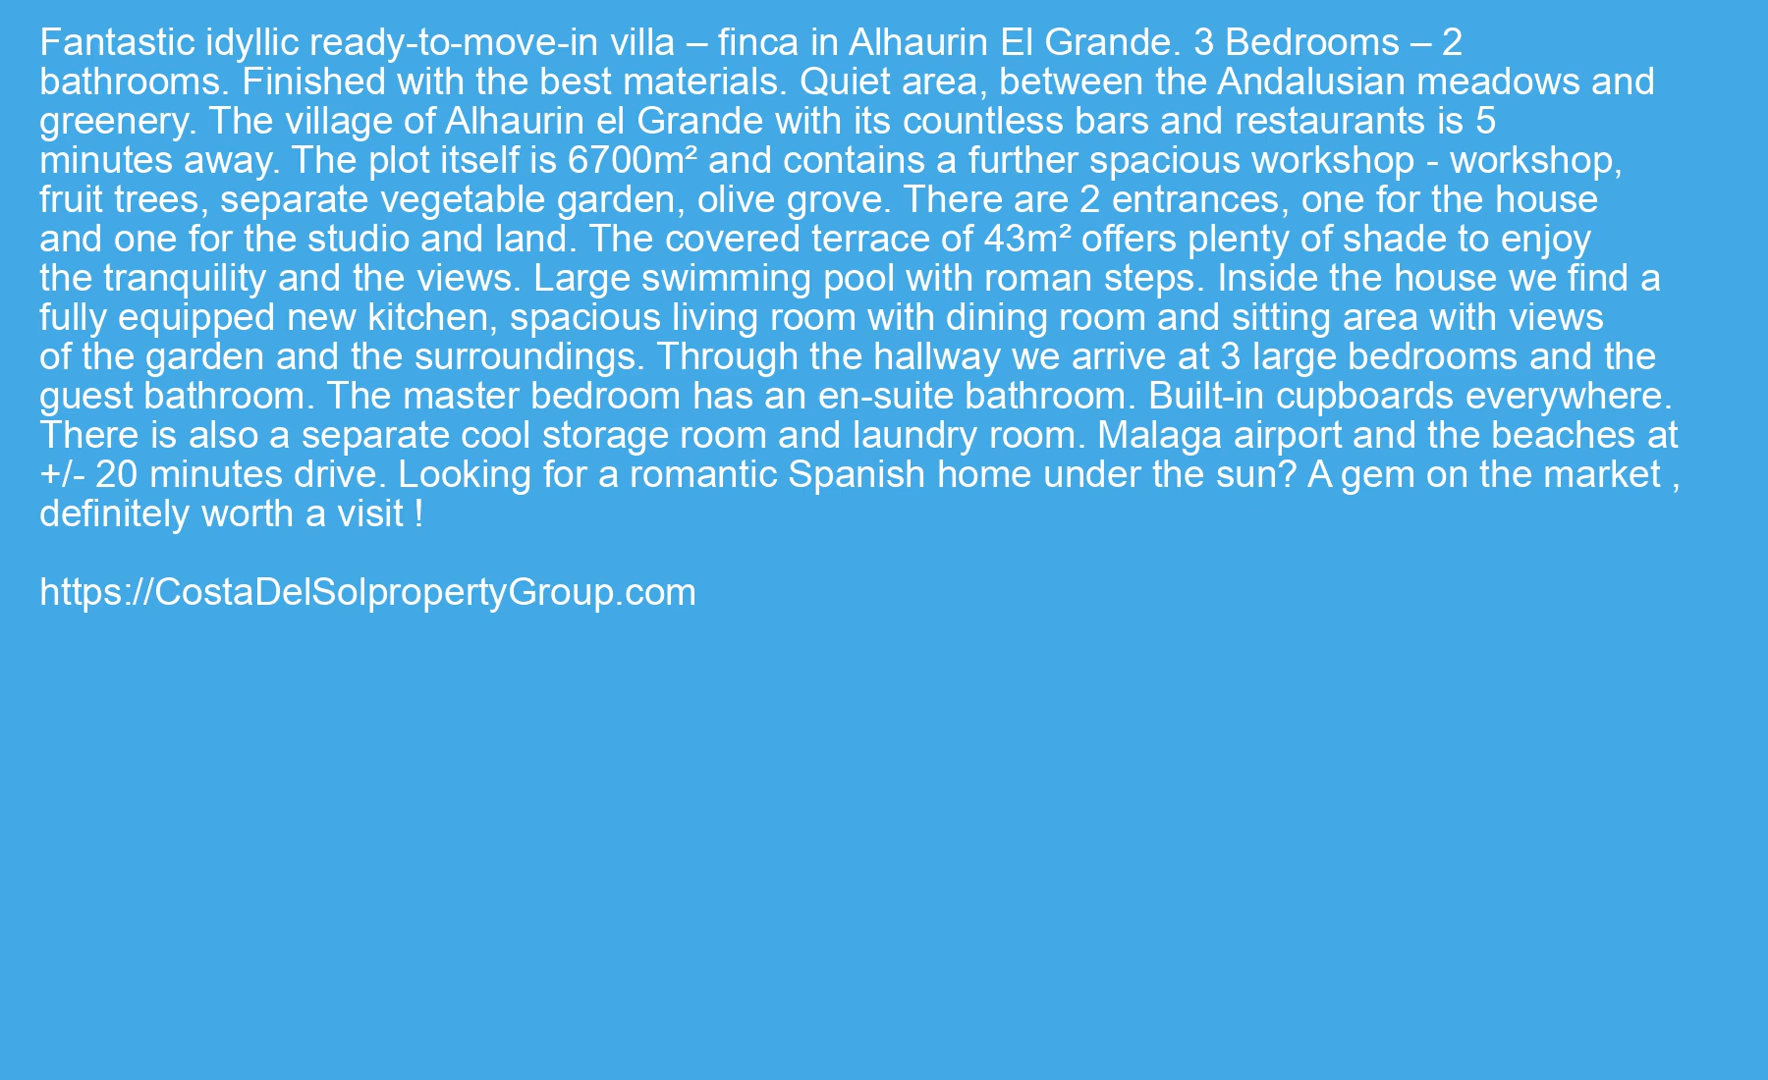 Fantastic idyllic ready-to-move-in villa – finca in Alhaurin El Grande. 3 Bedrooms – 2
bathrooms. Finished with the best materials. Quiet area, between the Andalusian meadows and
greenery. The village of Alhaurin el Grande with its countless bars and restaurants is 5
minutes away. The plot itself is 6700m² and contains a further spacious workshop - workshop,
fruit trees, separate vegetable garden, olive grove. There are 2 entrances, one for the house
and one for the studio and land. The covered terrace of 43m² offers plenty of shade to enjoy
the tranquility and the views. Large swimming pool with roman steps. Inside the house we find a
fully equipped new kitchen, spacious living room with dining room and sitting area with views
of the garden and the surroundings. Through the hallway we arrive at 3 large bedrooms and the
guest bathroom. The master bedroom has an en-suite bathroom. Built-in cupboards everywhere.
There is also a separate cool storage room and laundry room. Malaga airport and the beaches at
+/- 20 minutes drive. Looking for a romantic Spanish home under the sun? A gem on the market ,
definitely worth a visit !
https://CostaDelSolpropertyGroup.com